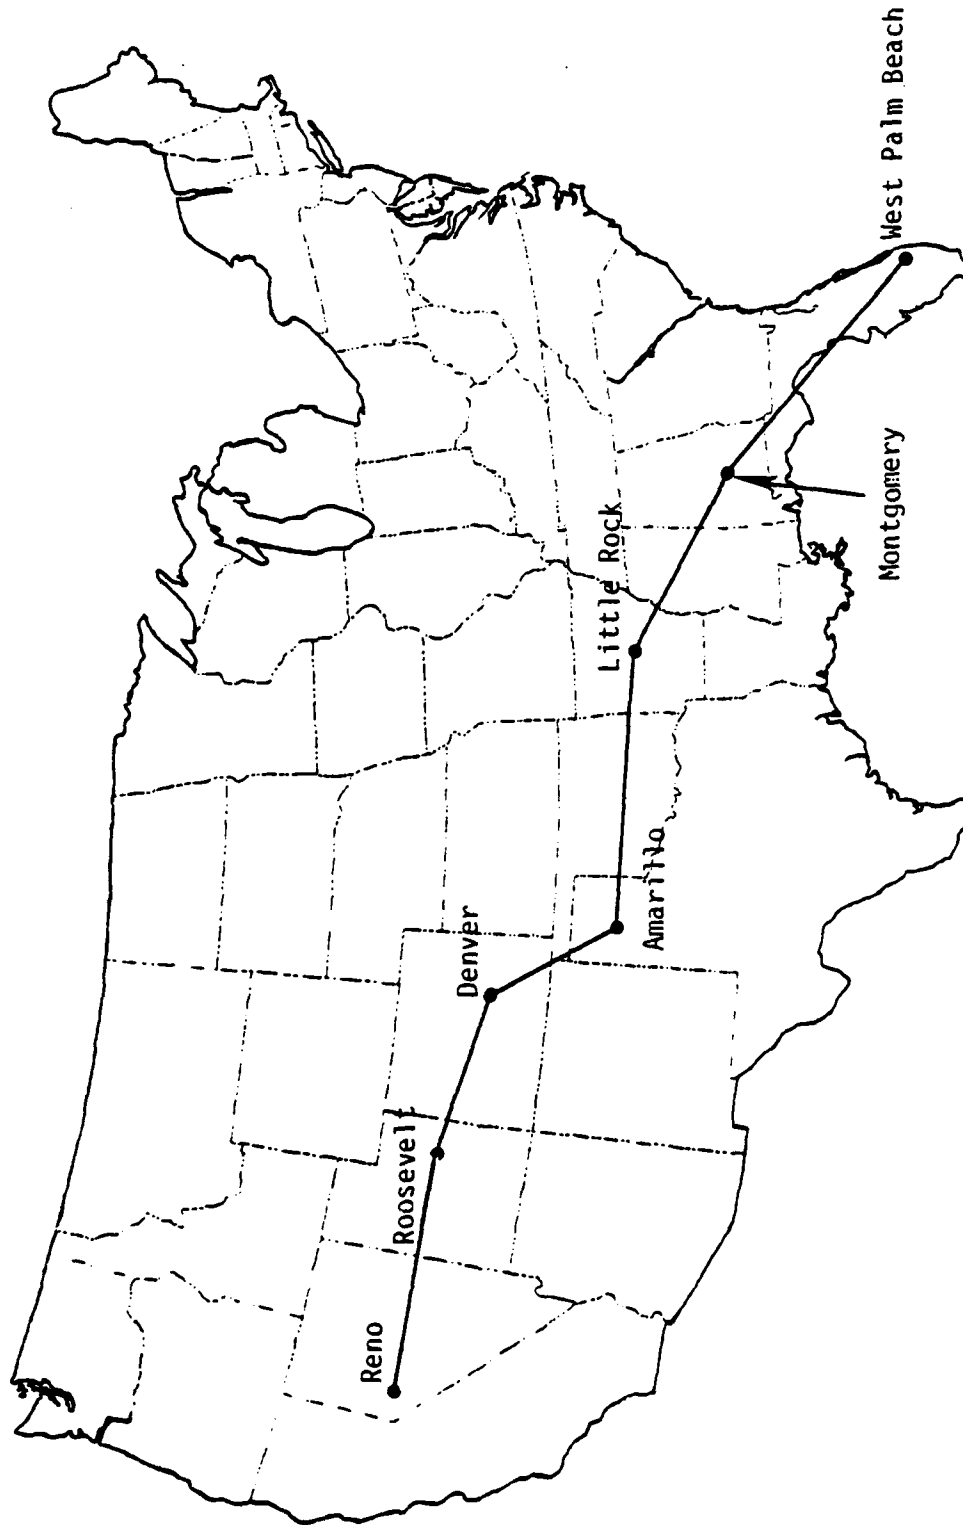 Reno
Roosevelt
Denver
Amarillo
Little Rock
Montgomery
West Palm Beach